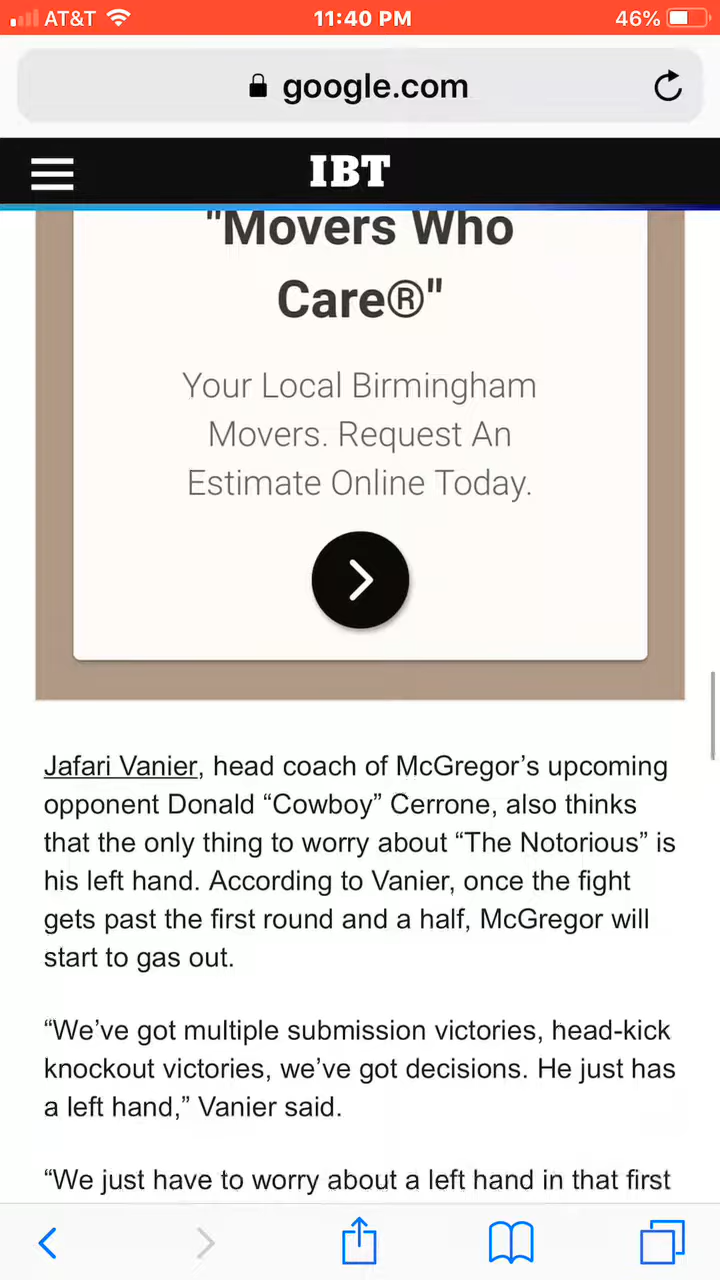 AT&T 11:40 PM 46%
google.com
IBT
"Movers Who
Care®"
Your Local Birmingham
Movers. Request An
Estimate Online Today.
Jafari Vanier, head coach of McGregor’s upcoming
opponent Donald “Cowboy” Cerrone, also thinks
that the only thing to worry about “The Notorious” is
his left hand. According to Vanier, once the fight
gets past the first round and a half, McGregor will
start to gas out.
“We’ve got multiple submission victories, head-kick
knockout victories, we’ve got decisions. He just has
a left hand,” Vanier said.
“We just have to worry about a left hand in that first